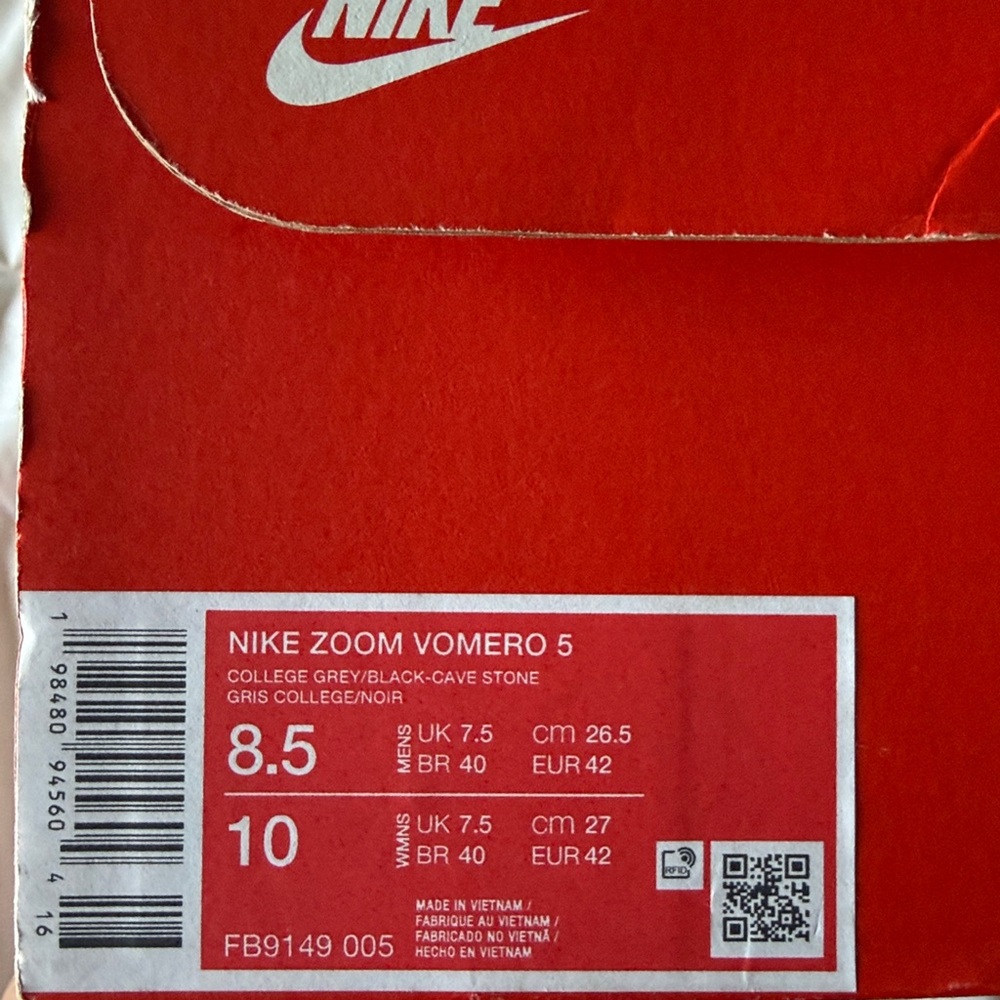 NIKE
NIKE ZOOM VOMERO 5
COLLEGE GREY/BLACK-CAVE STONE
GRIS COLLEGE/NOIR
8.5 MENS UK 7.5 cm 26.5
BR 40 EUR 42
10 WMNS UK 7.5 cm 27
BR 40 EUR 42
RFID
MADE IN VIETNAM /
FABRIQUE AU VIETNAM /
FABRICADO NO VIETNÃ /
HECHO EN VIETNAM
FB9149 005
1 98480 94560 4 16